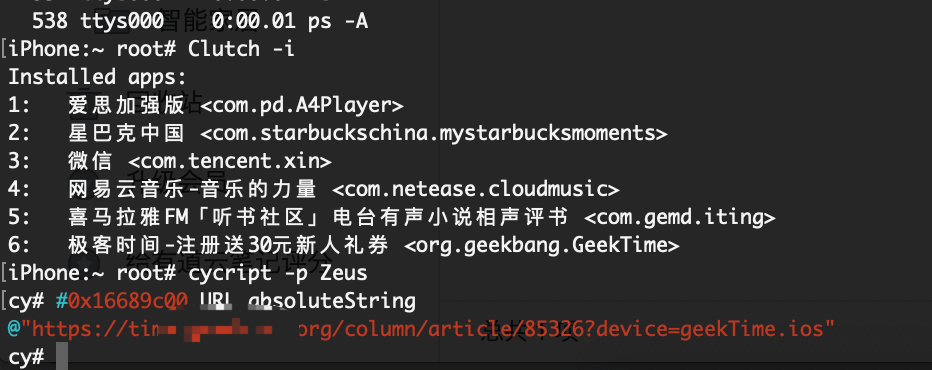 538 ttys000    0:00.01 ps -A
[iPhone:~ root# Clutch -i
Installed apps:
1:   爱思加强版 <com.pd.A4Player>
2:   星巴克中国 <com.starbuckschina.mystarbucksmoments>
3:   微信 <com.tencent.xin>
4:   网易云音乐-音乐的力量 <com.netease.cloudmusic>
5:   喜马拉雅FM「听书社区」电台有声小说相声评书 <com.gemd.iting>
6:   极客时间-注册送30元新人礼券 <org.geekbang.GeekTime>
[iPhone:~ root# cycript -p Zeus
[cy# #0x16689c00 URL absoluteString
@"https://tim org/column/article/85326?device=geekTime.ios"
cy#